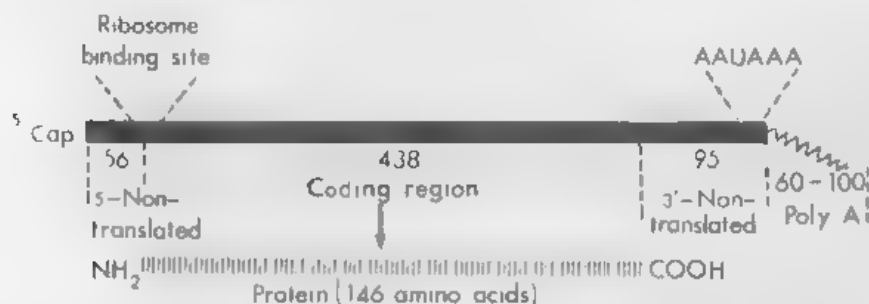 Ribosome
binding site
AAUAAA
5 Cap
56
438
95
Coding region
5-Non-
translated
3'-Non-
translated
60-100
Poly A
NH2
COOH
Protein (146 amino acids)